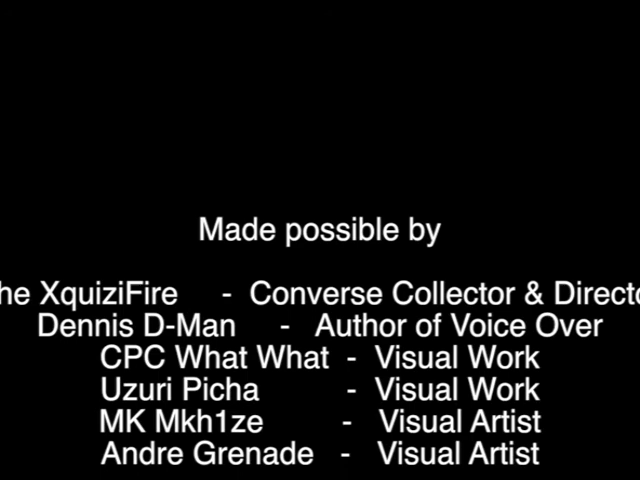 Made possible by
he XquiziFire - Converse Collector & Directo
Dennis D-Man - Author of Voice Over
CPC What What - Visual Work
Uzuri Picha - Visual Work
MK Mkh1ze - Visual Artist
Andre Grenade - Visual Artist